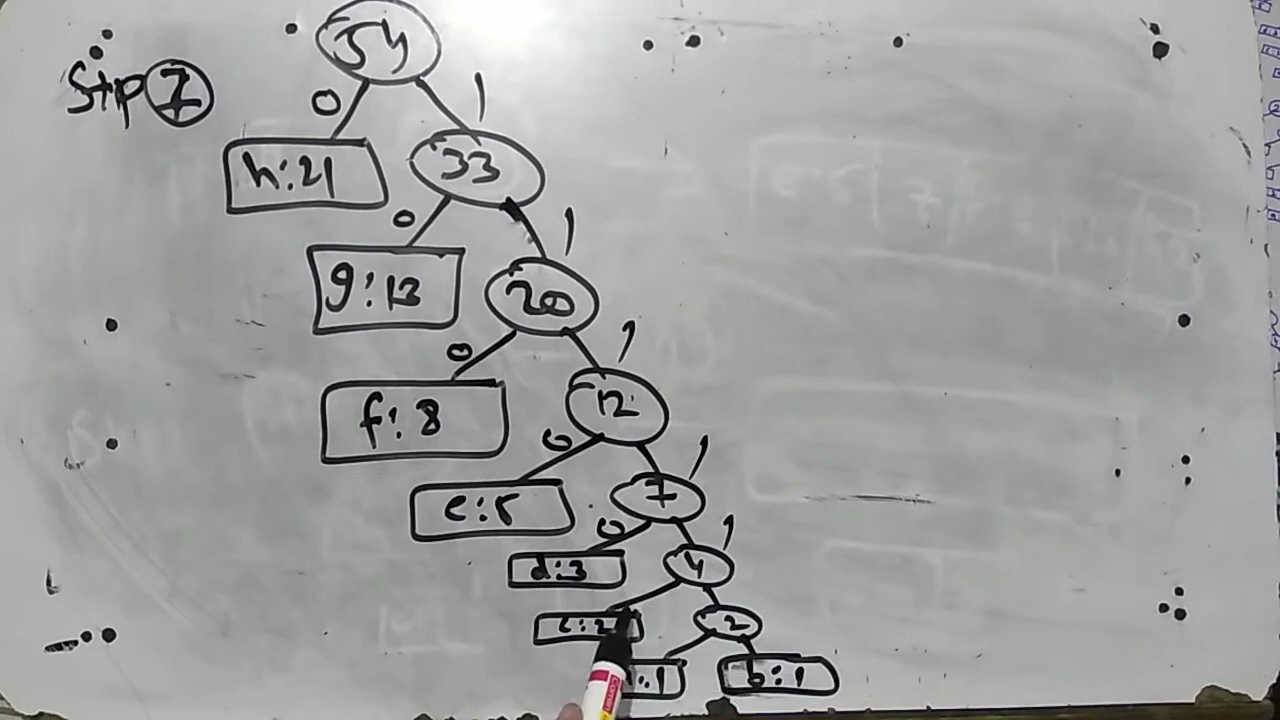 54
Step 7
0 1
h:21 33
0 1
g:13 20
0 1
f:8 12
0 1
e:5 7
0 1
d:3 4
c:2 2
:1 b:1